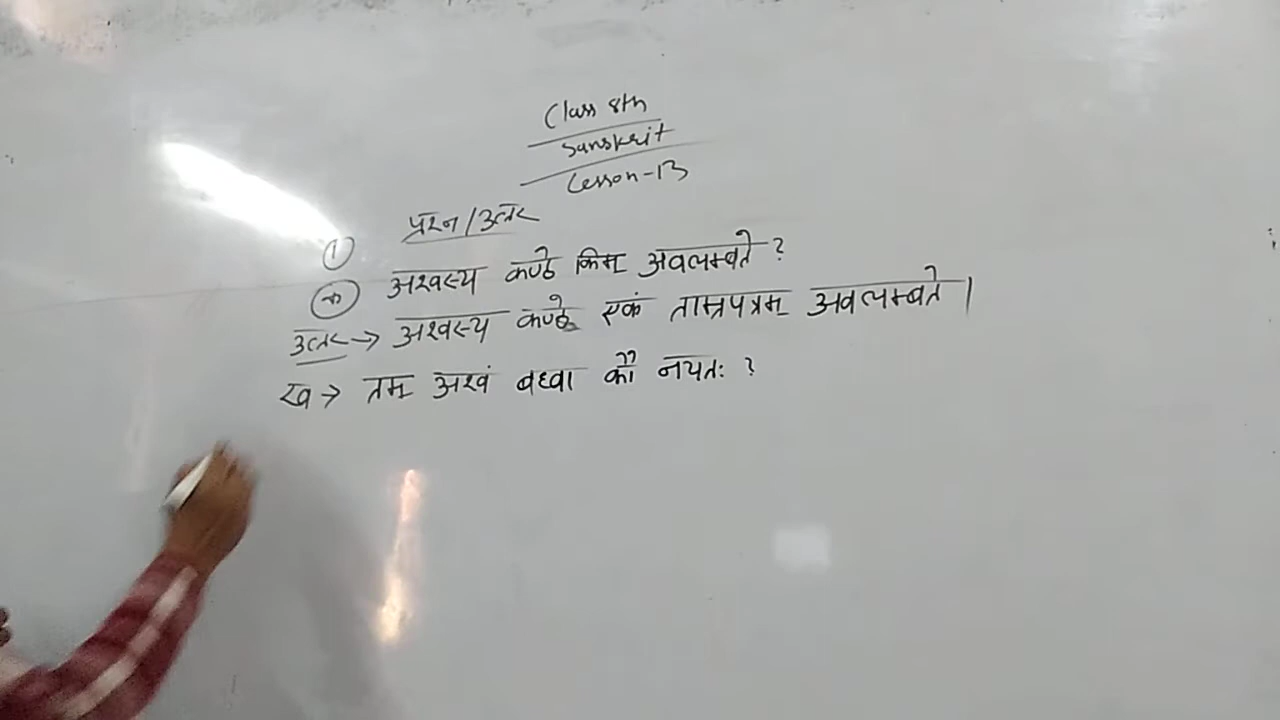 Class 8th
Sanskrit
Lesson-13
प्रश्न/उत्तर
①
(क) अश्वस्य कण्ठे किम् अवलम्बते ?
उत्तर → अश्वस्य कण्ठे एकं ताम्रपत्रम् अवलम्बते ।
ख → तम् अश्वं बध्वा कौ नयतः ?